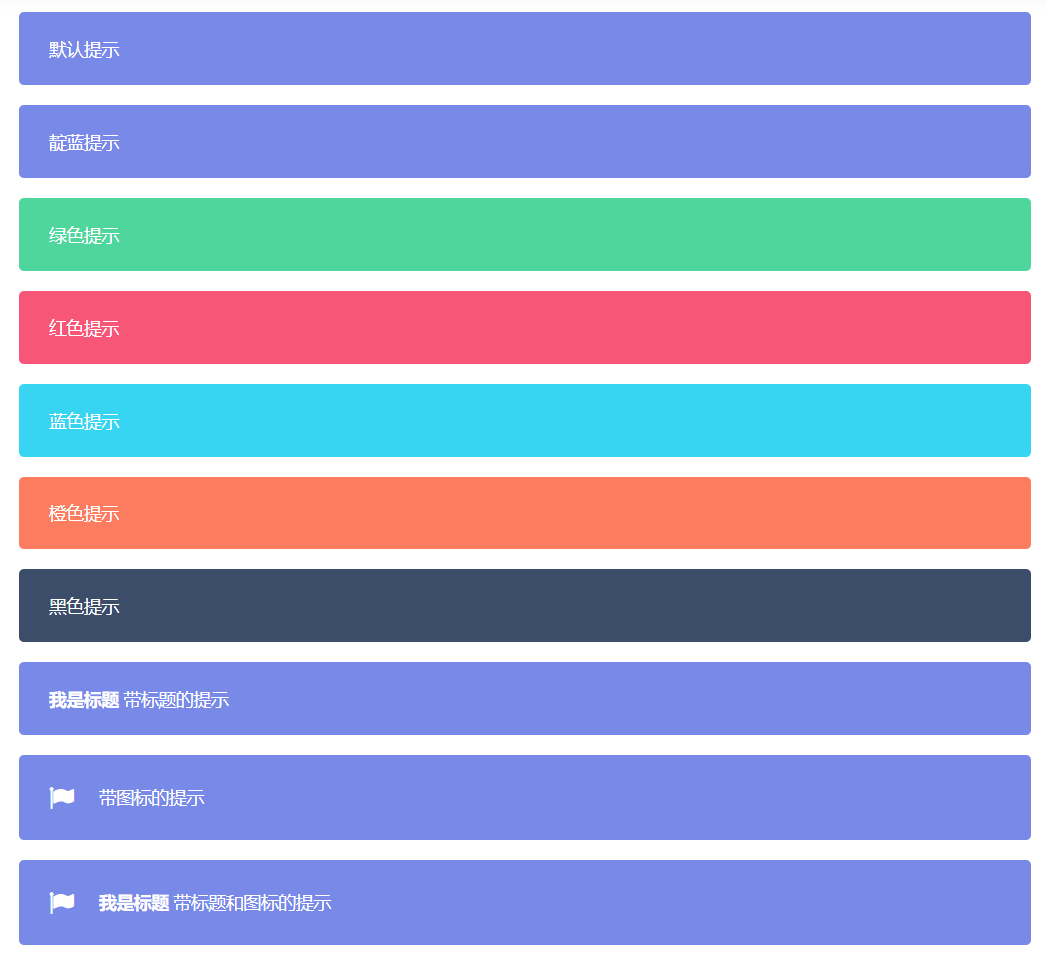 默认提示
靛蓝提示
绿色提示
红色提示
蓝色提示
橙色提示
黑色提示
我是标题 带标题的提示
带图标的提示
我是标题 带标题和图标的提示